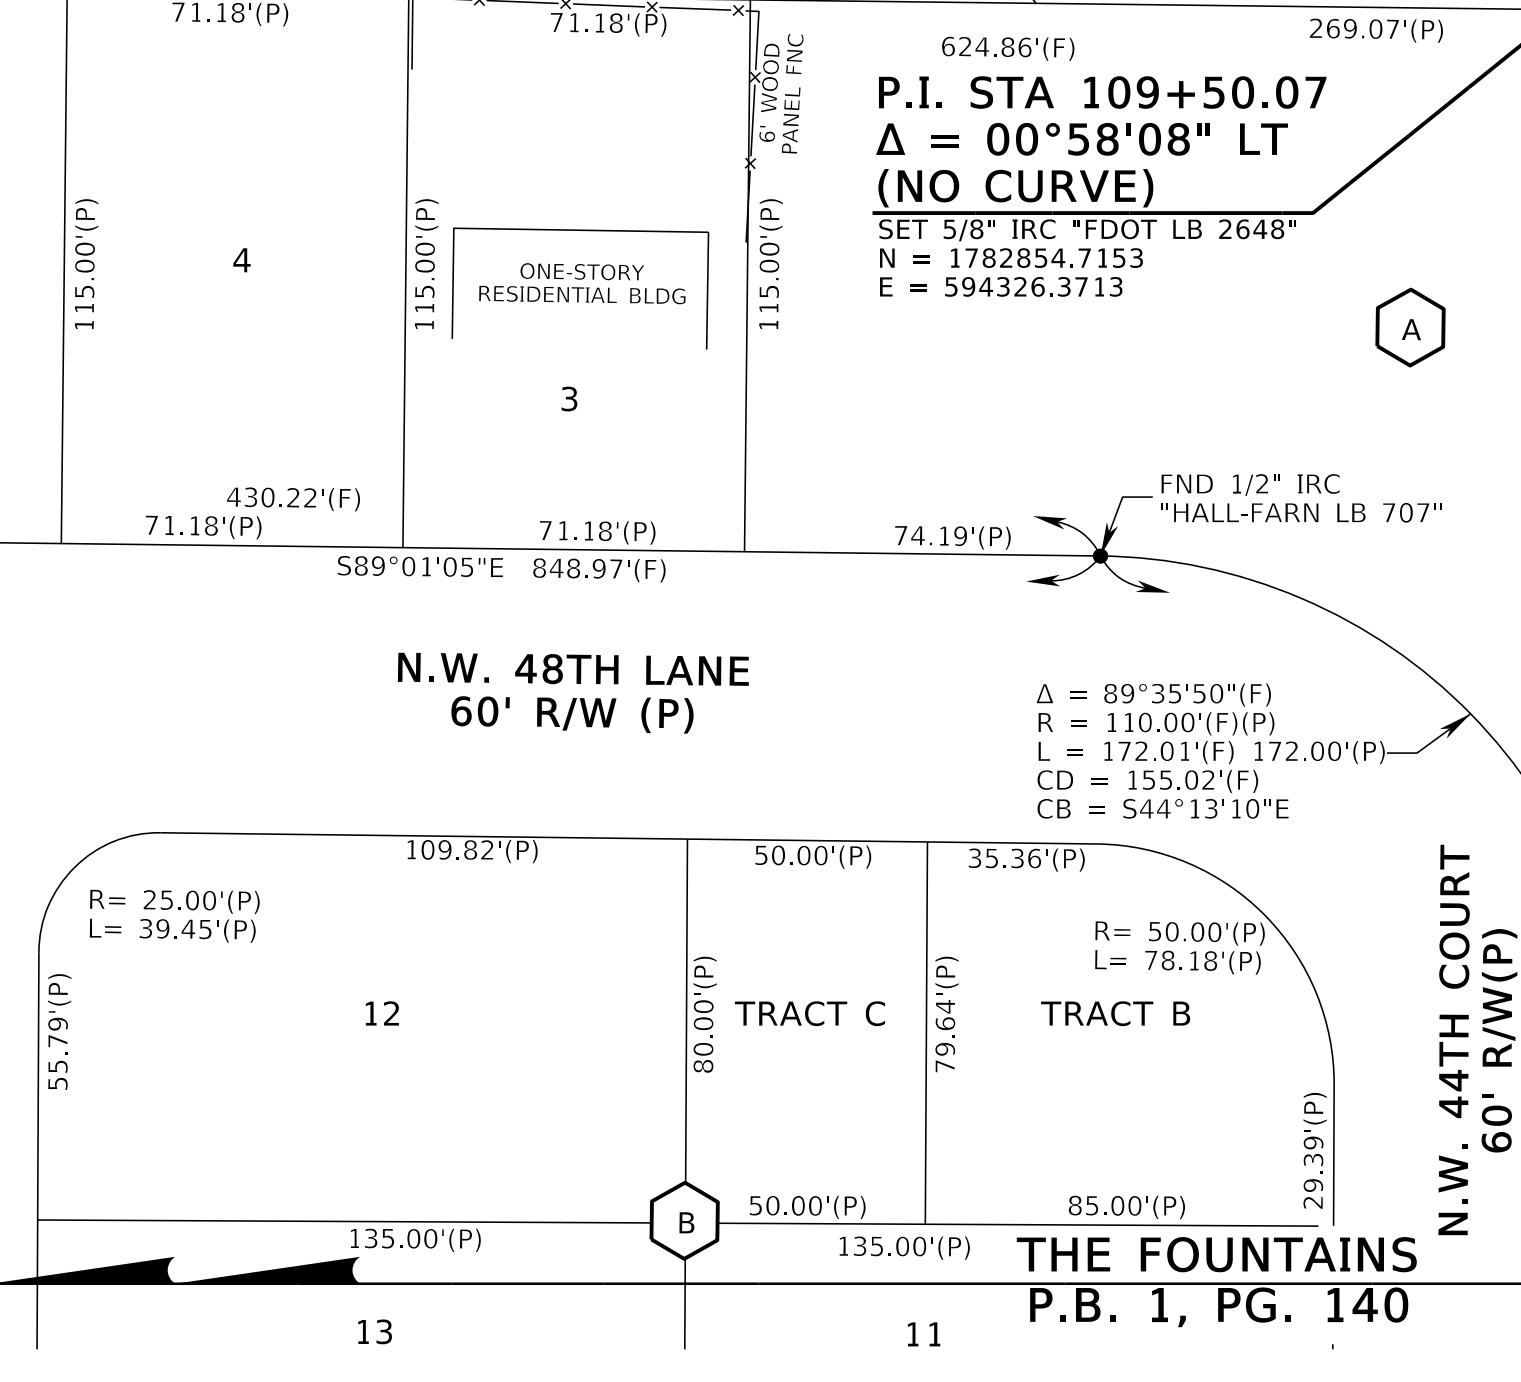 71.18'(P)
71.18'(P)
269.07'(P)
624.86'(F)
6' WOOD
PANEL FNC
P.I. STA 109+50.07
Δ = 00°58'08" LT
(NO CURVE)
SET 5/8" IRC "FDOT LB 2648"
N = 1782854.7153
E = 594326.3713
115.00'(P)
4
115.00'(P)
ONE-STORY
RESIDENTIAL BLDG
115.00'(P)
A
3
430.22'(F)
71.18'(P)
71.18'(P)
74.19'(P)
FND 1/2" IRC
"HALL-FARN LB 707"
S89°01'05"E 848.97'(F)
N.W. 48TH LANE
60' R/W (P)
Δ = 89°35'50"(F)
R = 110.00'(F)(P)
L = 172.01'(F) 172.00'(P)
CD = 155.02'(F)
CB = S44°13'10"E
109.82'(P)
50.00'(P)
35.36'(P)
R= 25.00'(P)
L= 39.45'(P)
R= 50.00'(P)
L= 78.18'(P)
55.79'(P)
12
80.00'(P)
TRACT C
79.64'(P)
TRACT B
29.39'(P)
N.W. 44TH COURT
60' R/W(P)
B
50.00'(P)
85.00'(P)
135.00'(P)
135.00'(P)
THE FOUNTAINS
P.B. 1, PG. 140
13
11